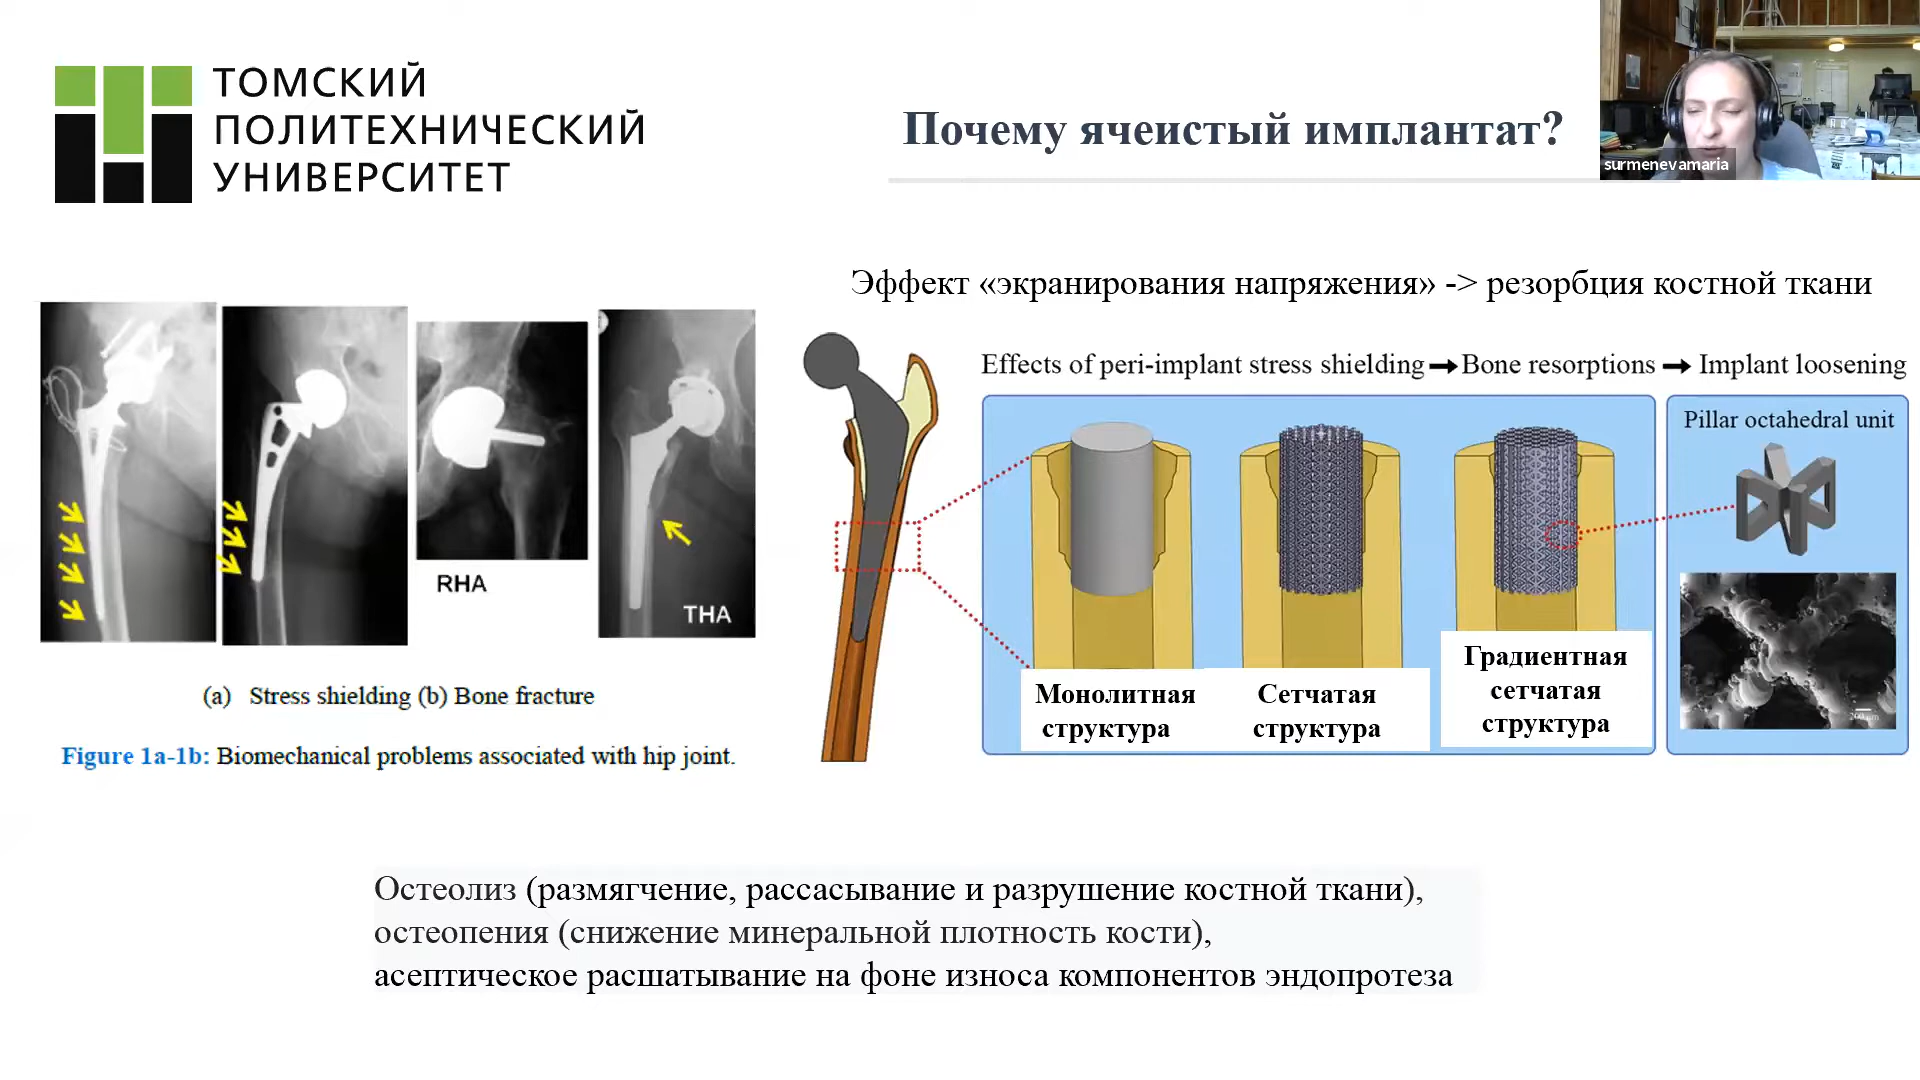 ТОМСКИЙ
ПОЛИТЕХНИЧЕСКИЙ
УНИВЕРСИТЕТ
Почему ячеистый имплантат?
surmenevamaria
Эффект «экранирования напряжения» -> резорбция костной ткани
Effects of peri-implant stress shielding → Bone resorptions → Implant loosening
Pillar octahedral unit
RHA
THA
Монолитная
структура
Сетчатая
структура
Градиентная
сетчатая
структура
200 μm
(a) Stress shielding (b) Bone fracture
Figure 1a-1b: Biomechanical problems associated with hip joint.
Остеолиз (размягчение, рассасывание и разрушение костной ткани),
остеопения (снижение минеральной плотность кости),
асептическое расшатывание на фоне износа компонентов эндопротеза